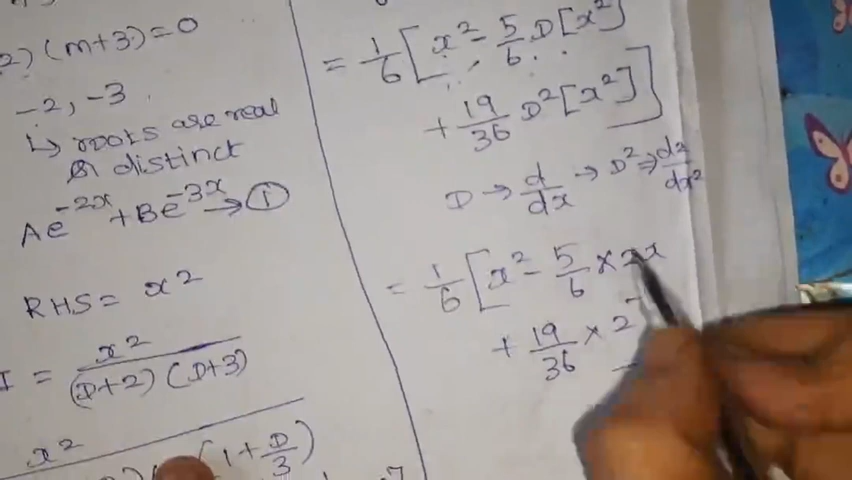 2) (m+3) = 0
-2, -3
↳ roots are real
& distinct
Ae^{-2x} + Be^{-3x} → ①
RHS = x²
I = x² / (D+2) (D+3)
x²
(1 + D/3)
= 1/6 [ x² - 5/6 D[x²]
+ 19/36 D²[x²] ]
D → d/dx → D² ⇒ d²/dx²
= 1/6 [ x² - 5/6 × 2x
+ 19/36 × 2